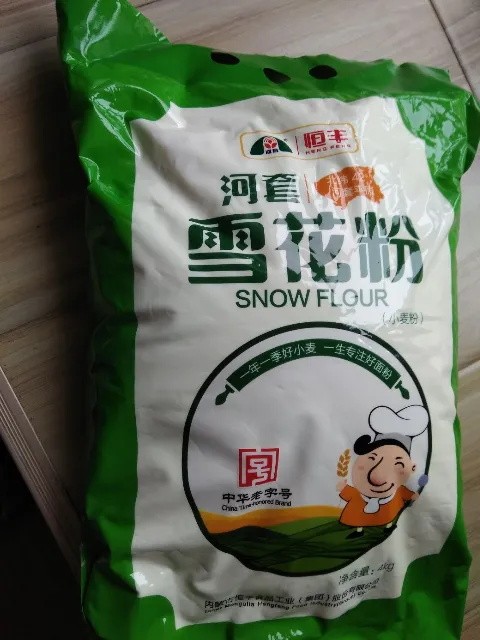 恒丰
HENG FENG
河套
雪花粉
SNOW FLOUR
(小麦粉)
一年一季好小麦 一生专注好面粉
中华老字号
China Time-honored Brand
净含量：4kg